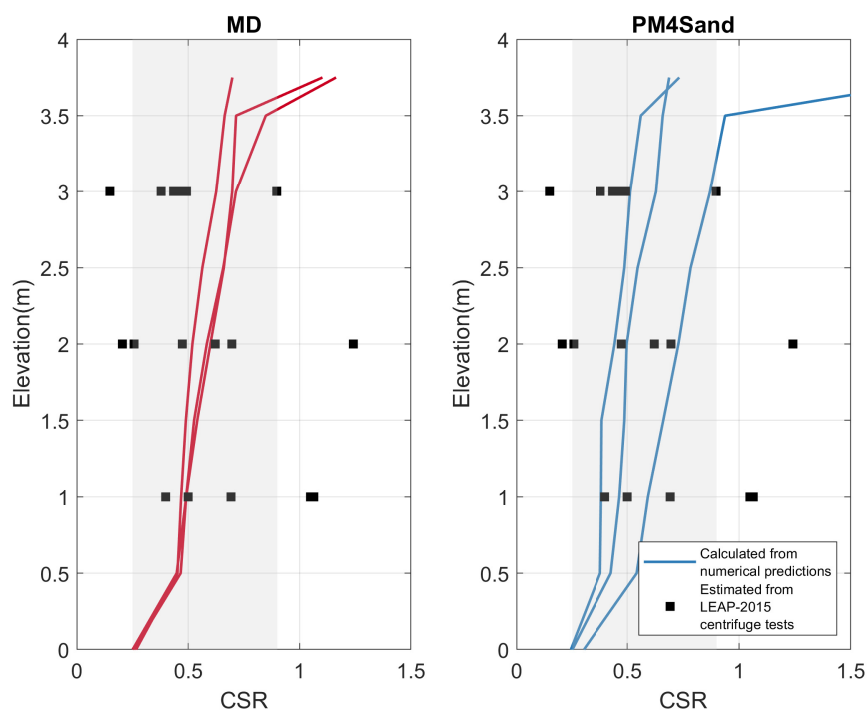 MD
4
3.5
3
2.5
2
1.5
1
0.5
0
Elevation(m)
0
0.5
1
1.5
CSR
PM4Sand
4
3.5
3
2.5
2
1.5
1
0.5
0
Elevation(m)
Calculated from
numerical predictions
Estimated from
LEAP-2015
centrifuge tests
0
0.5
1
1.5
CSR